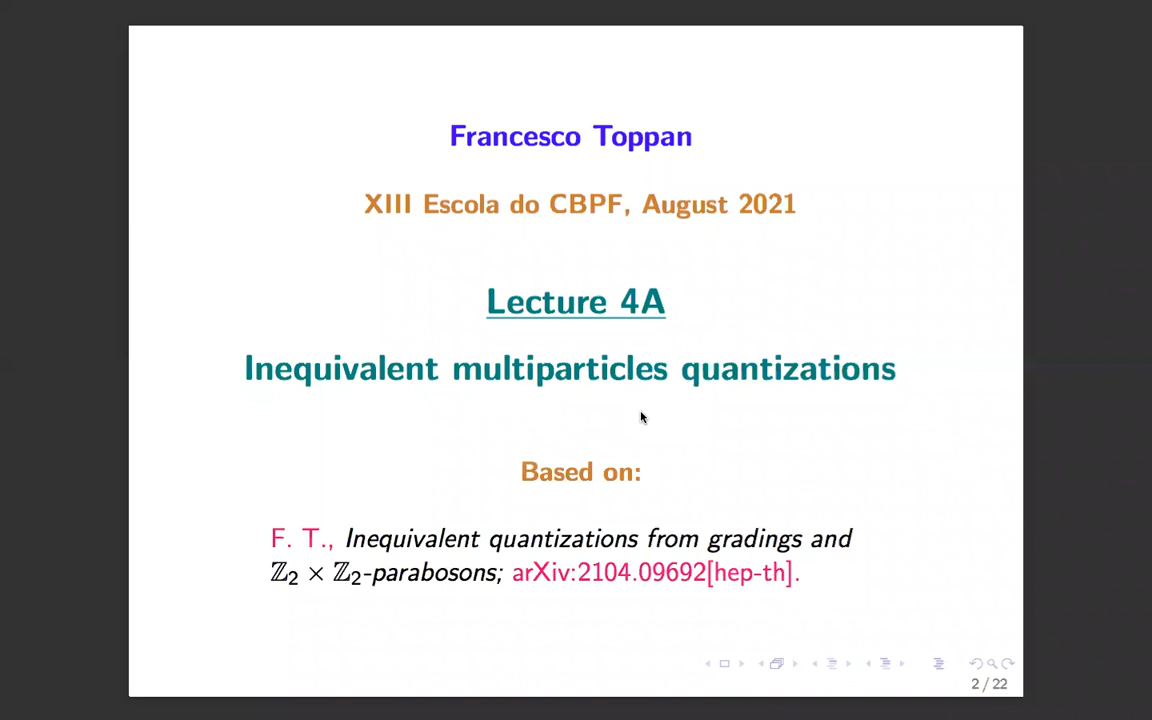 Francesco Toppan
XIII Escola do CBPF, August 2021
Lecture 4A
Inequivalent multiparticles quantizations
Based on:
F. T., Inequivalent quantizations from gradings and
ℤ₂ × ℤ₂-parabosons; arXiv:2104.09692[hep-th].
2 / 22